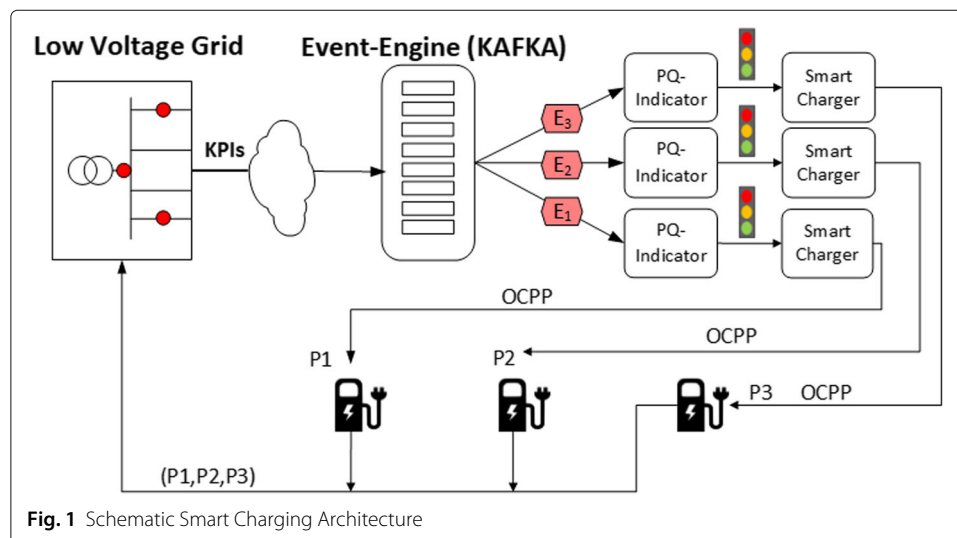 Low Voltage Grid
Event-Engine (KAFKA)
KPIs
E3
E2
E1
PQ-
Indicator
Smart
Charger
PQ-
Indicator
Smart
Charger
PQ-
Indicator
Smart
Charger
OCPP
OCPP
P1
P2
P3 OCPP
(P1,P2,P3)
Fig. 1 Schematic Smart Charging Architecture